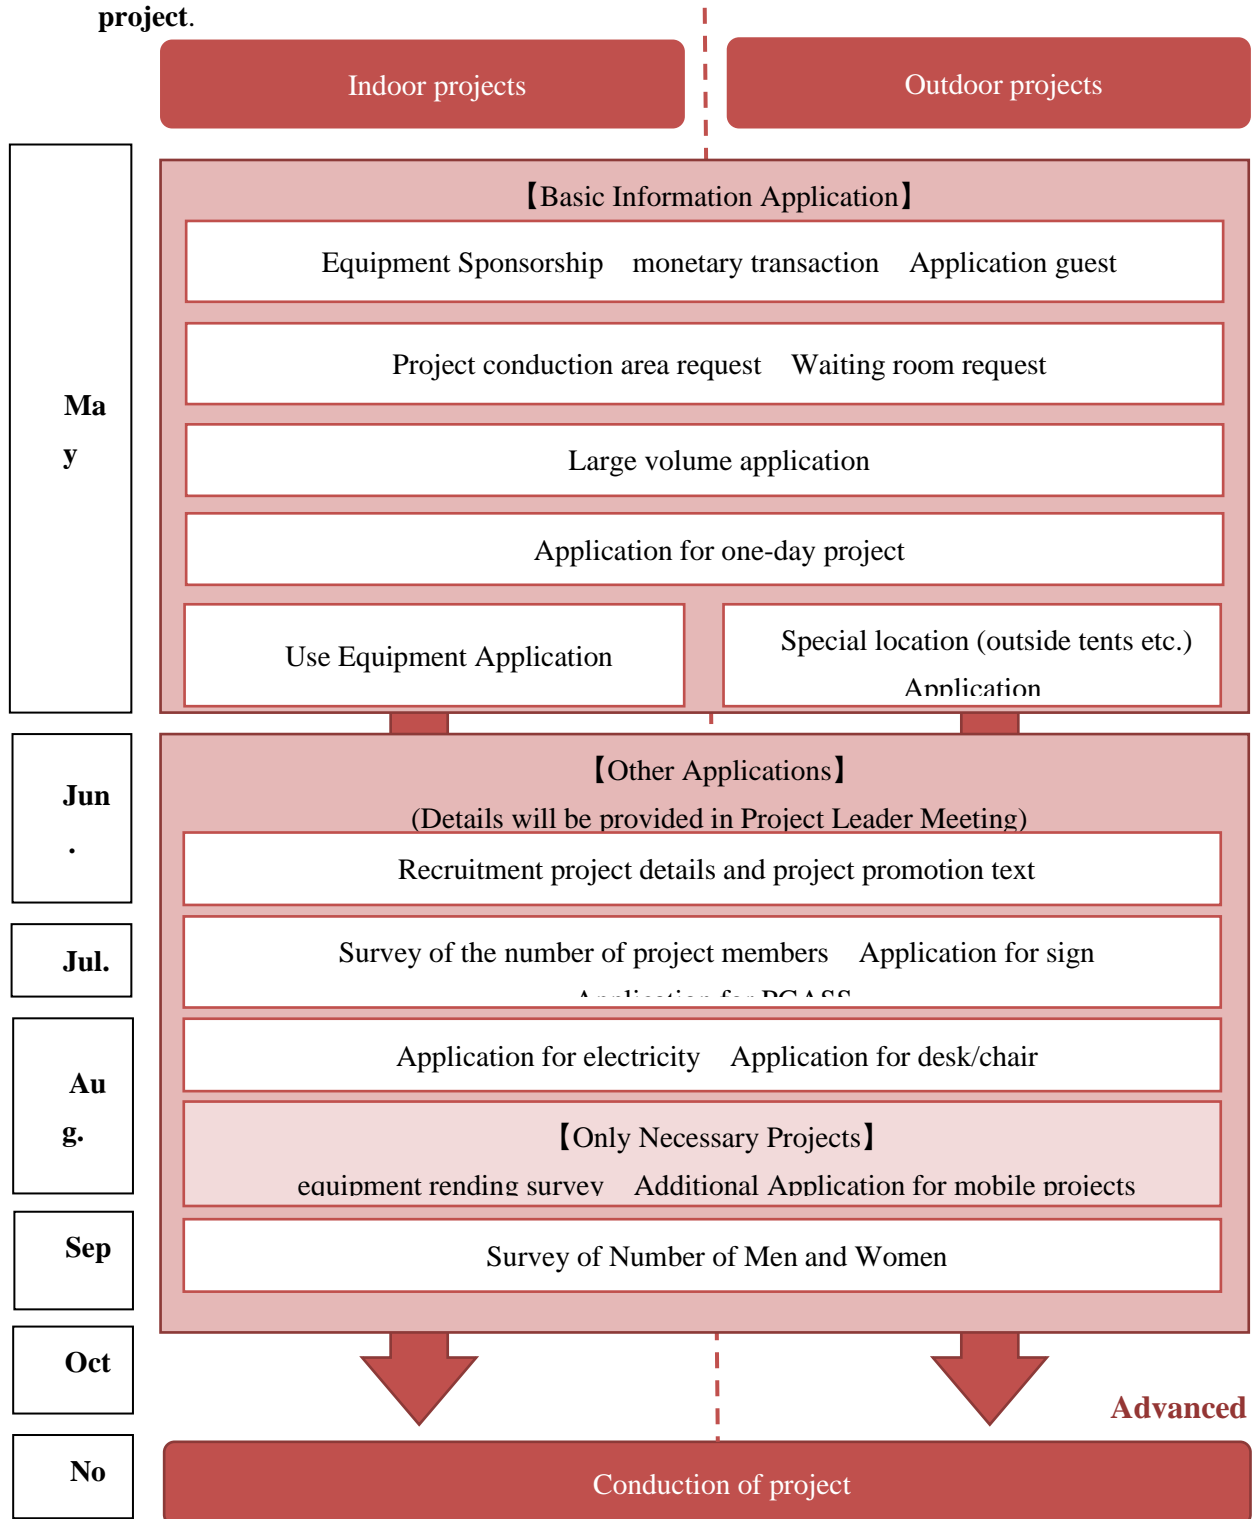 project.
Indoor projects
Outdoor projects
Ma
y
【Basic Information Application】
Equipment Sponsorship monetary transaction Application guest
Project conduction area request Waiting room request
Large volume application
Application for one-day project
Use Equipment Application
Special location (outside tents etc.)
Application
Jun
.
【Other Applications】
(Details will be provided in Project Leader Meeting)
Recruitment project details and project promotion text
Jul.
Survey of the number of project members Application for sign
Application for PGASS
Au
g.
Application for electricity Application for desk/chair
【Only Necessary Projects】
equipment rending survey Additional Application for mobile projects
Sep
Survey of Number of Men and Women
Oct
Advanced
No
Conduction of project